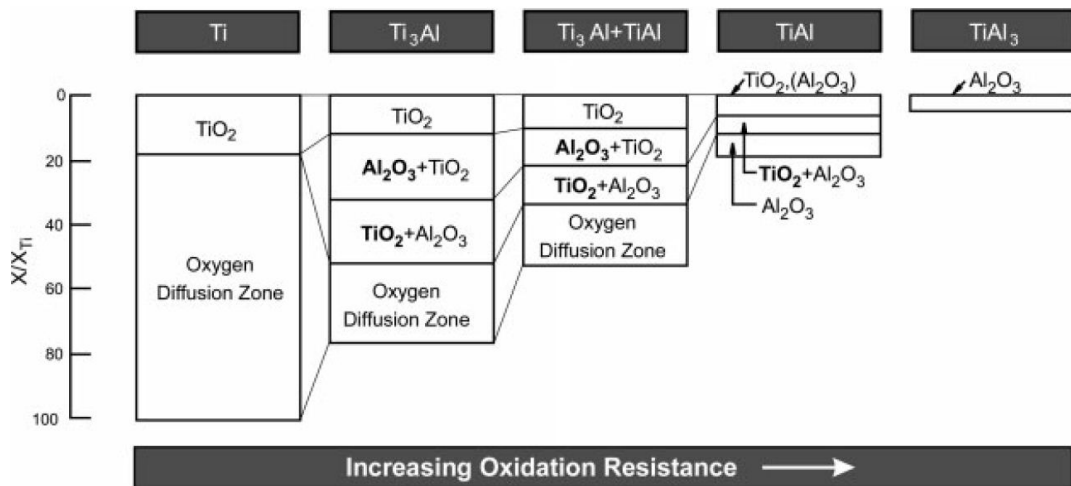 Ti
Ti₃Al
Ti₃ Al+TiAl
TiAl
TiAl₃
X/X_Ti
0
20
40
60
80
100
TiO₂
Oxygen
Diffusion Zone
TiO₂
Al₂O₃+TiO₂
TiO₂+Al₂O₃
Oxygen
Diffusion Zone
TiO₂
Al₂O₃+TiO₂
TiO₂+Al₂O₃
Oxygen
Diffusion Zone
TiO₂,(Al₂O₃)
TiO₂+Al₂O₃
Al₂O₃
Al₂O₃
Increasing Oxidation Resistance